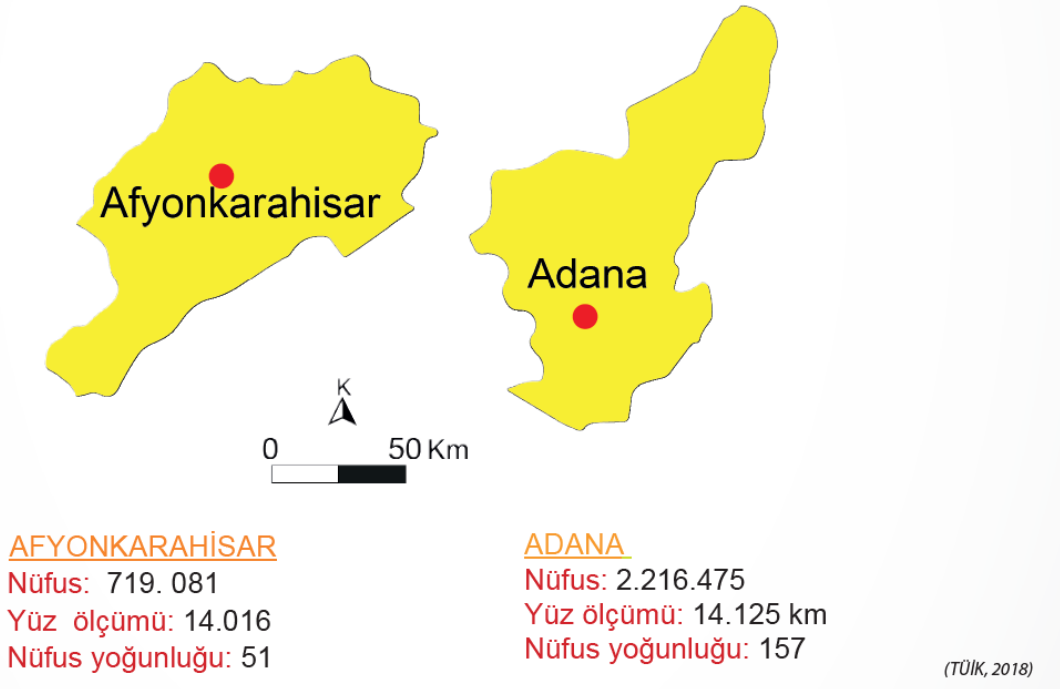 Afyonkarahisar
Adana
K
0 50 Km
AFYONKARAHİSAR
Nüfus: 719. 081
Yüz ölçümü: 14.016
Nüfus yoğunluğu: 51
ADANA
Nüfus: 2.216.475
Yüz ölçümü: 14.125 km
Nüfus yoğunluğu: 157
(TÜİK, 2018)